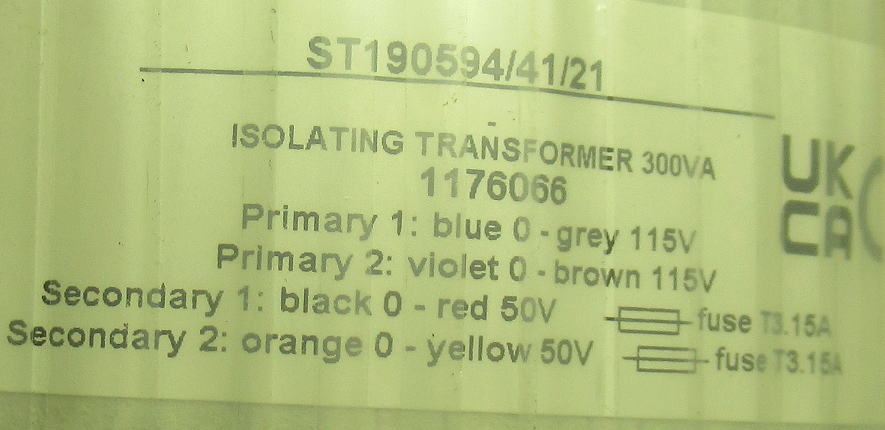 ST190594/41/21
ISOLATING TRANSFORMER 300VA
1176066
Primary 1: blue 0 - grey 115V
Primary 2: violet 0 - brown 115V
Secondary 1: black 0 - red 50V fuse T3.15A
Secondary 2: orange 0 - yellow 50V fuse T3.15A
UK
CA